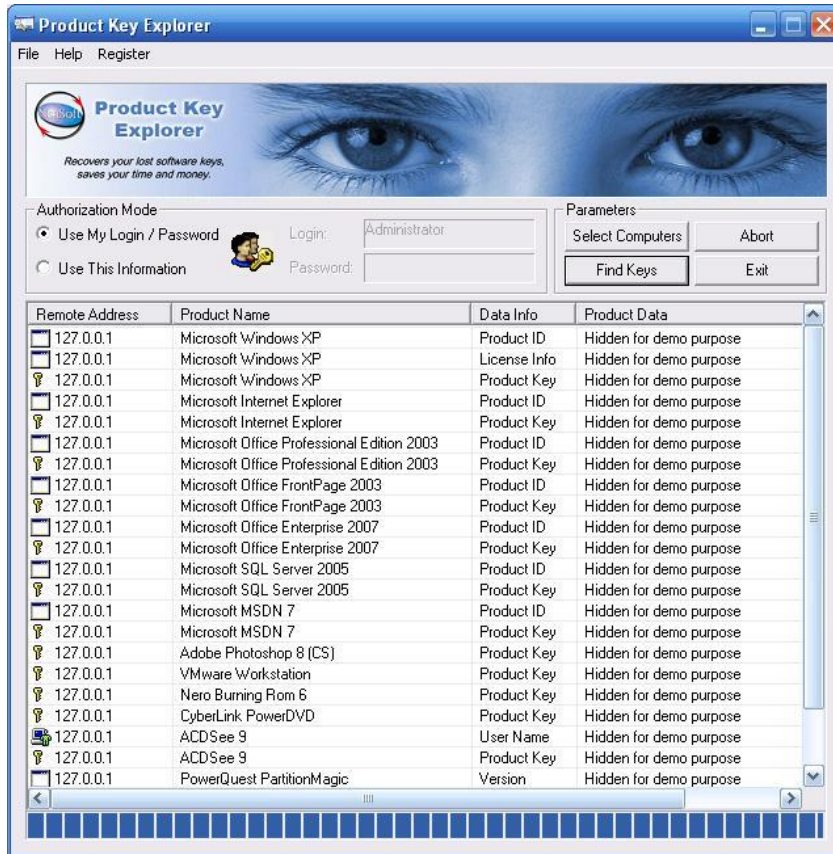 Product Key Explorer
File Help Register
Product Key
Explorer
Recovers your lost software keys,
saves your time and money.
Authorization Mode
Use My Login / Password
Login:
Administrator
Use This Information
Password:
Parameters
Select Computers
Abort
Find Keys
Exit
Remote Address Product Name Data Info Product Data
127.0.0.1 Microsoft Windows XP Product ID Hidden for demo purpose
127.0.0.1 Microsoft Windows XP License Info Hidden for demo purpose
127.0.0.1 Microsoft Windows XP Product Key Hidden for demo purpose
127.0.0.1 Microsoft Internet Explorer Product ID Hidden for demo purpose
127.0.0.1 Microsoft Internet Explorer Product Key Hidden for demo purpose
127.0.0.1 Microsoft Office Professional Edition 2003 Product ID Hidden for demo purpose
127.0.0.1 Microsoft Office Professional Edition 2003 Product Key Hidden for demo purpose
127.0.0.1 Microsoft Office FrontPage 2003 Product ID Hidden for demo purpose
127.0.0.1 Microsoft Office FrontPage 2003 Product Key Hidden for demo purpose
127.0.0.1 Microsoft Office Enterprise 2007 Product ID Hidden for demo purpose
127.0.0.1 Microsoft Office Enterprise 2007 Product Key Hidden for demo purpose
127.0.0.1 Microsoft SQL Server 2005 Product ID Hidden for demo purpose
127.0.0.1 Microsoft SQL Server 2005 Product Key Hidden for demo purpose
127.0.0.1 Microsoft MSDN 7 Product ID Hidden for demo purpose
127.0.0.1 Microsoft MSDN 7 Product Key Hidden for demo purpose
127.0.0.1 Adobe Photoshop 8 (CS) Product Key Hidden for demo purpose
127.0.0.1 VMware Workstation Product Key Hidden for demo purpose
127.0.0.1 Nero Burning Rom 6 Product Key Hidden for demo purpose
127.0.0.1 CyberLink PowerDVD Product Key Hidden for demo purpose
127.0.0.1 ACDSee 9 User Name Hidden for demo purpose
127.0.0.1 ACDSee 9 Product Key Hidden for demo purpose
127.0.0.1 PowerQuest PartitionMagic Version Hidden for demo purpose